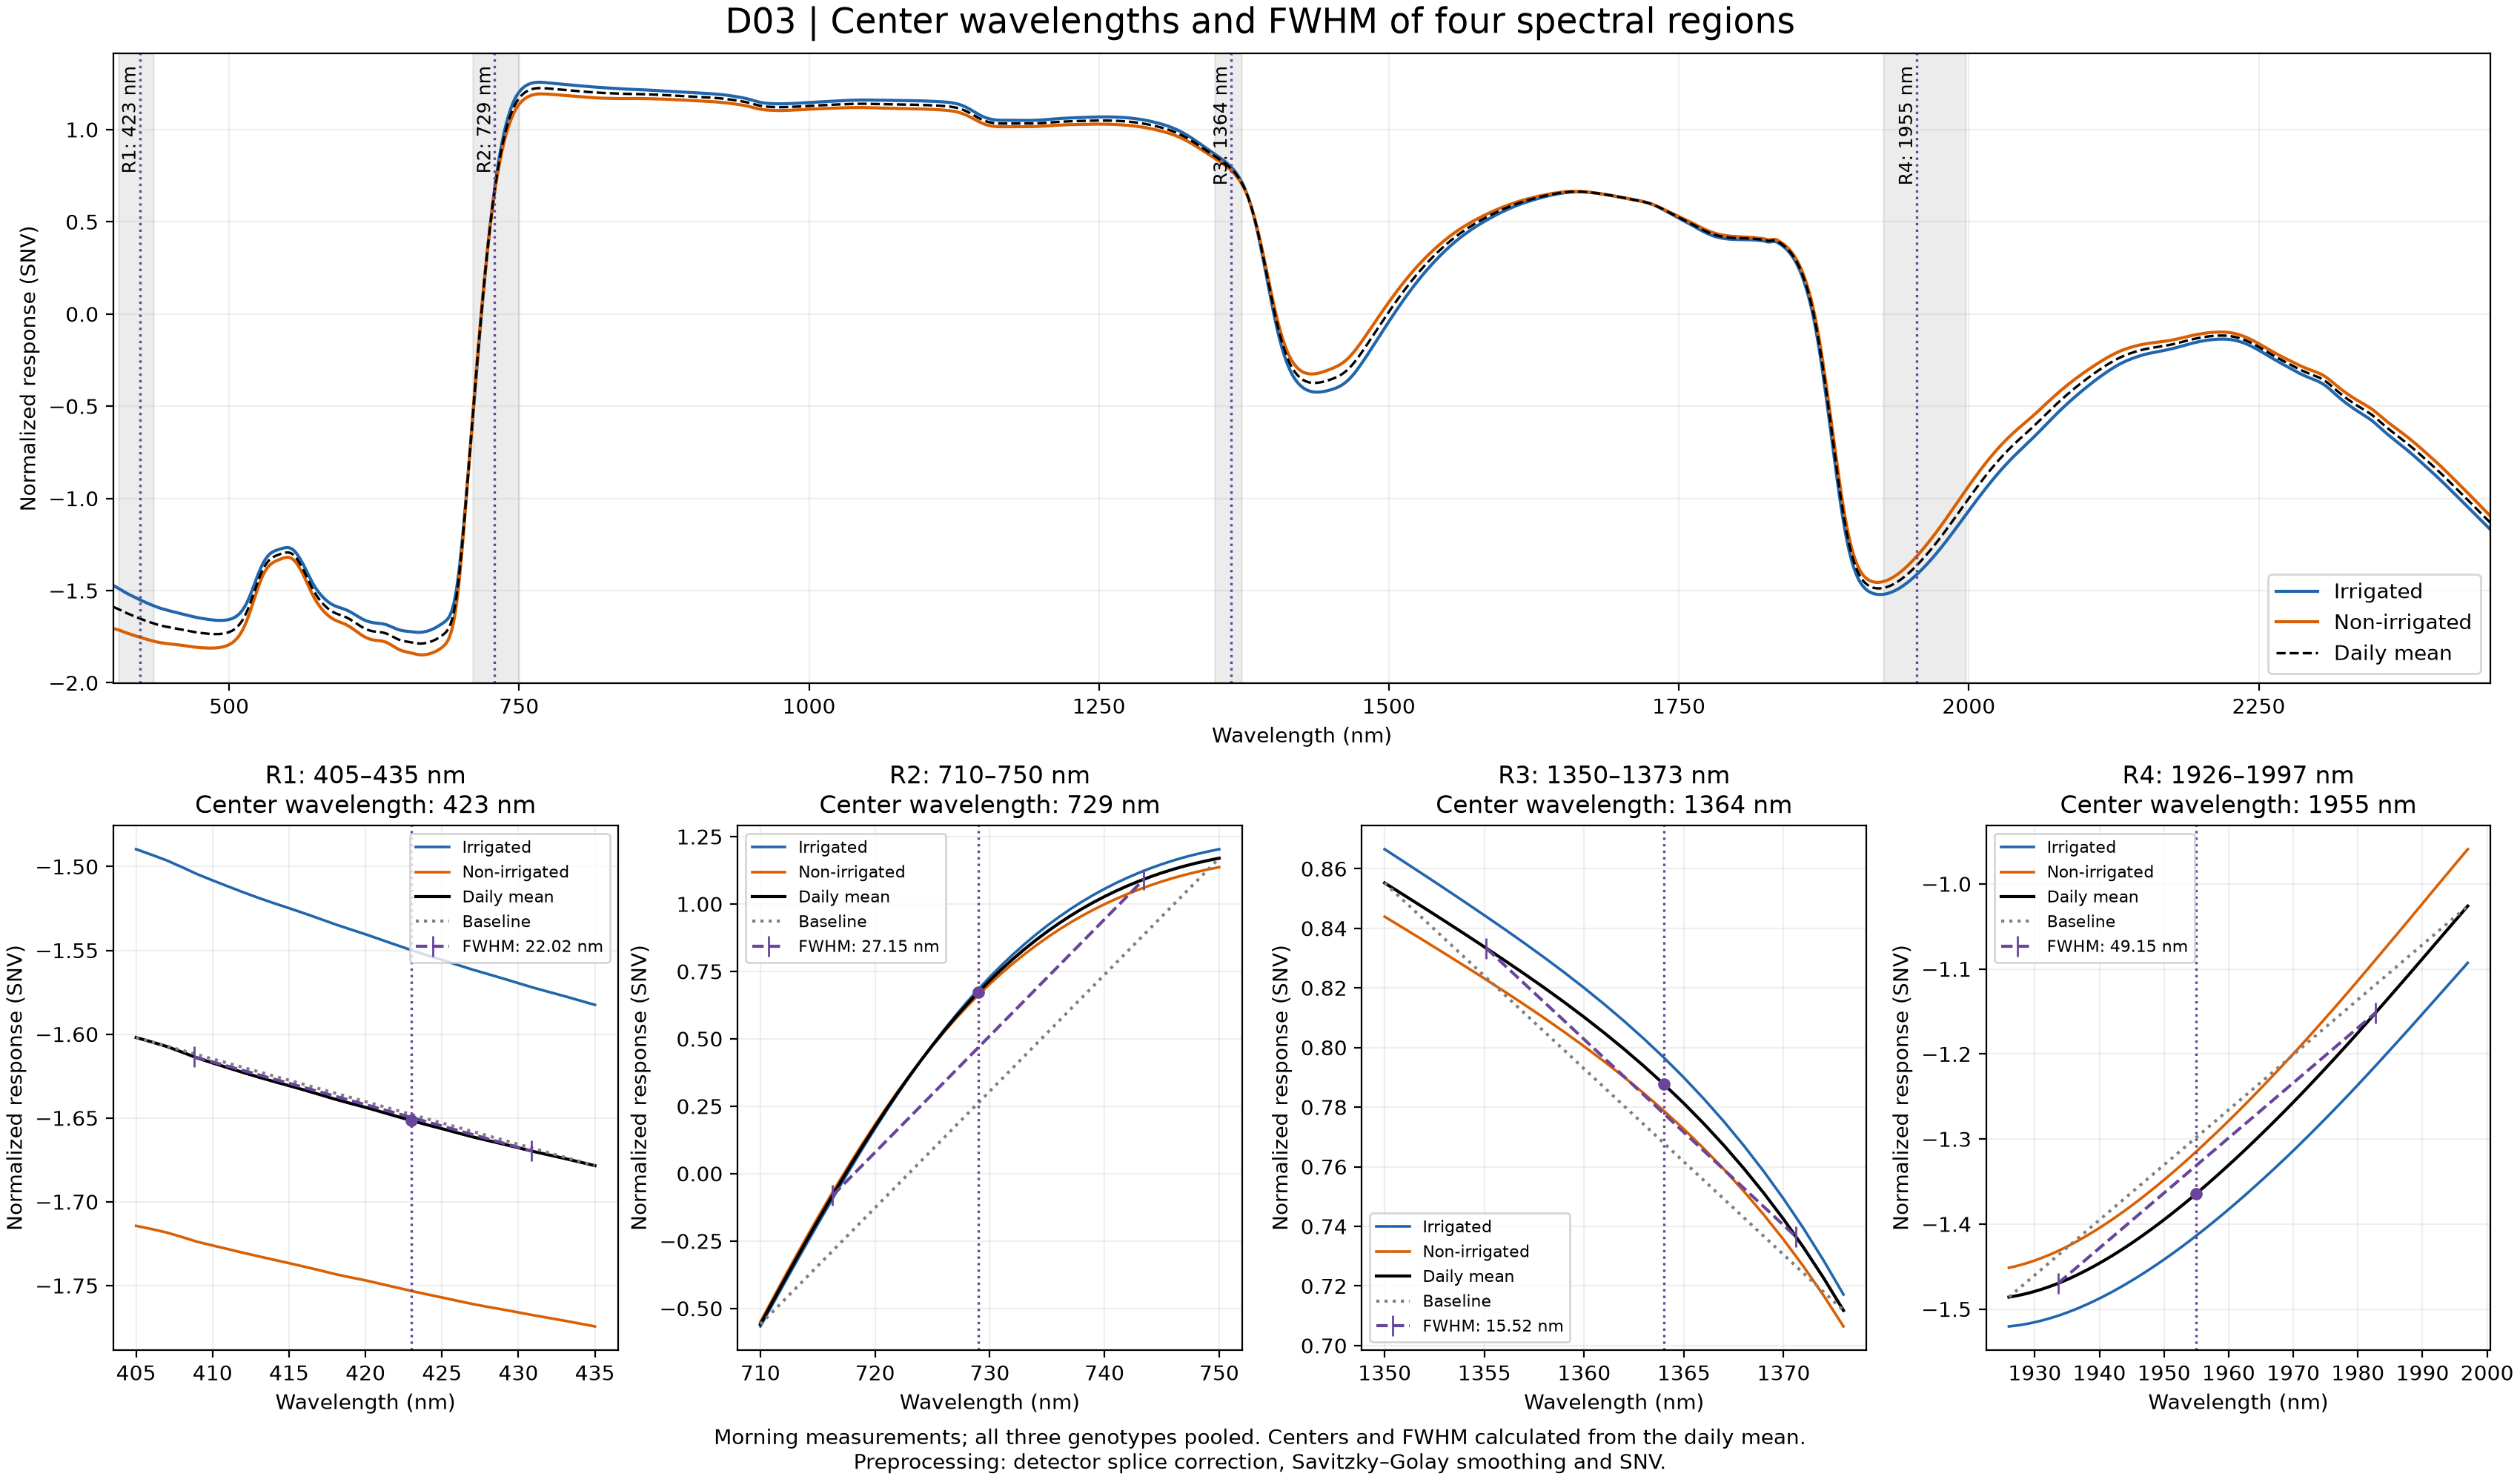 D03 | Center wavelengths and FWHM of four spectral regions
Normalized response (SNV)
1.0
0.5
0.0
−0.5
−1.0
−1.5
−2.0
R1: 423 nm
R2: 729 nm
R3: 1364 nm
R4: 1955 nm
Irrigated
Non-irrigated
Daily mean
500 750 1000 1250 1500 1750 2000 2250
Wavelength (nm)
R1: 405–435 nm
Center wavelength: 423 nm
Normalized response (SNV)
−1.50
−1.55
−1.60
−1.65
−1.70
−1.75
Irrigated
Non-irrigated
Daily mean
Baseline
FWHM: 22.02 nm
405 410 415 420 425 430 435
Wavelength (nm)
R2: 710–750 nm
Center wavelength: 729 nm
Normalized response (SNV)
1.25
1.00
0.75
0.50
0.25
0.00
−0.25
−0.50
Irrigated
Non-irrigated
Daily mean
Baseline
FWHM: 27.15 nm
710 720 730 740 750
Wavelength (nm)
R3: 1350–1373 nm
Center wavelength: 1364 nm
Normalized response (SNV)
0.86
0.84
0.82
0.80
0.78
0.76
0.74
0.72
0.70
Irrigated
Non-irrigated
Daily mean
Baseline
FWHM: 15.52 nm
1350 1355 1360 1365 1370
Wavelength (nm)
R4: 1926–1997 nm
Center wavelength: 1955 nm
Normalized response (SNV)
−1.0
−1.1
−1.2
−1.3
−1.4
−1.5
Irrigated
Non-irrigated
Daily mean
Baseline
FWHM: 49.15 nm
1930 1940 1950 1960 1970 1980 1990 2000
Wavelength (nm)
Morning measurements; all three genotypes pooled. Centers and FWHM calculated from the daily mean.
Preprocessing: detector splice correction, Savitzky–Golay smoothing and SNV.